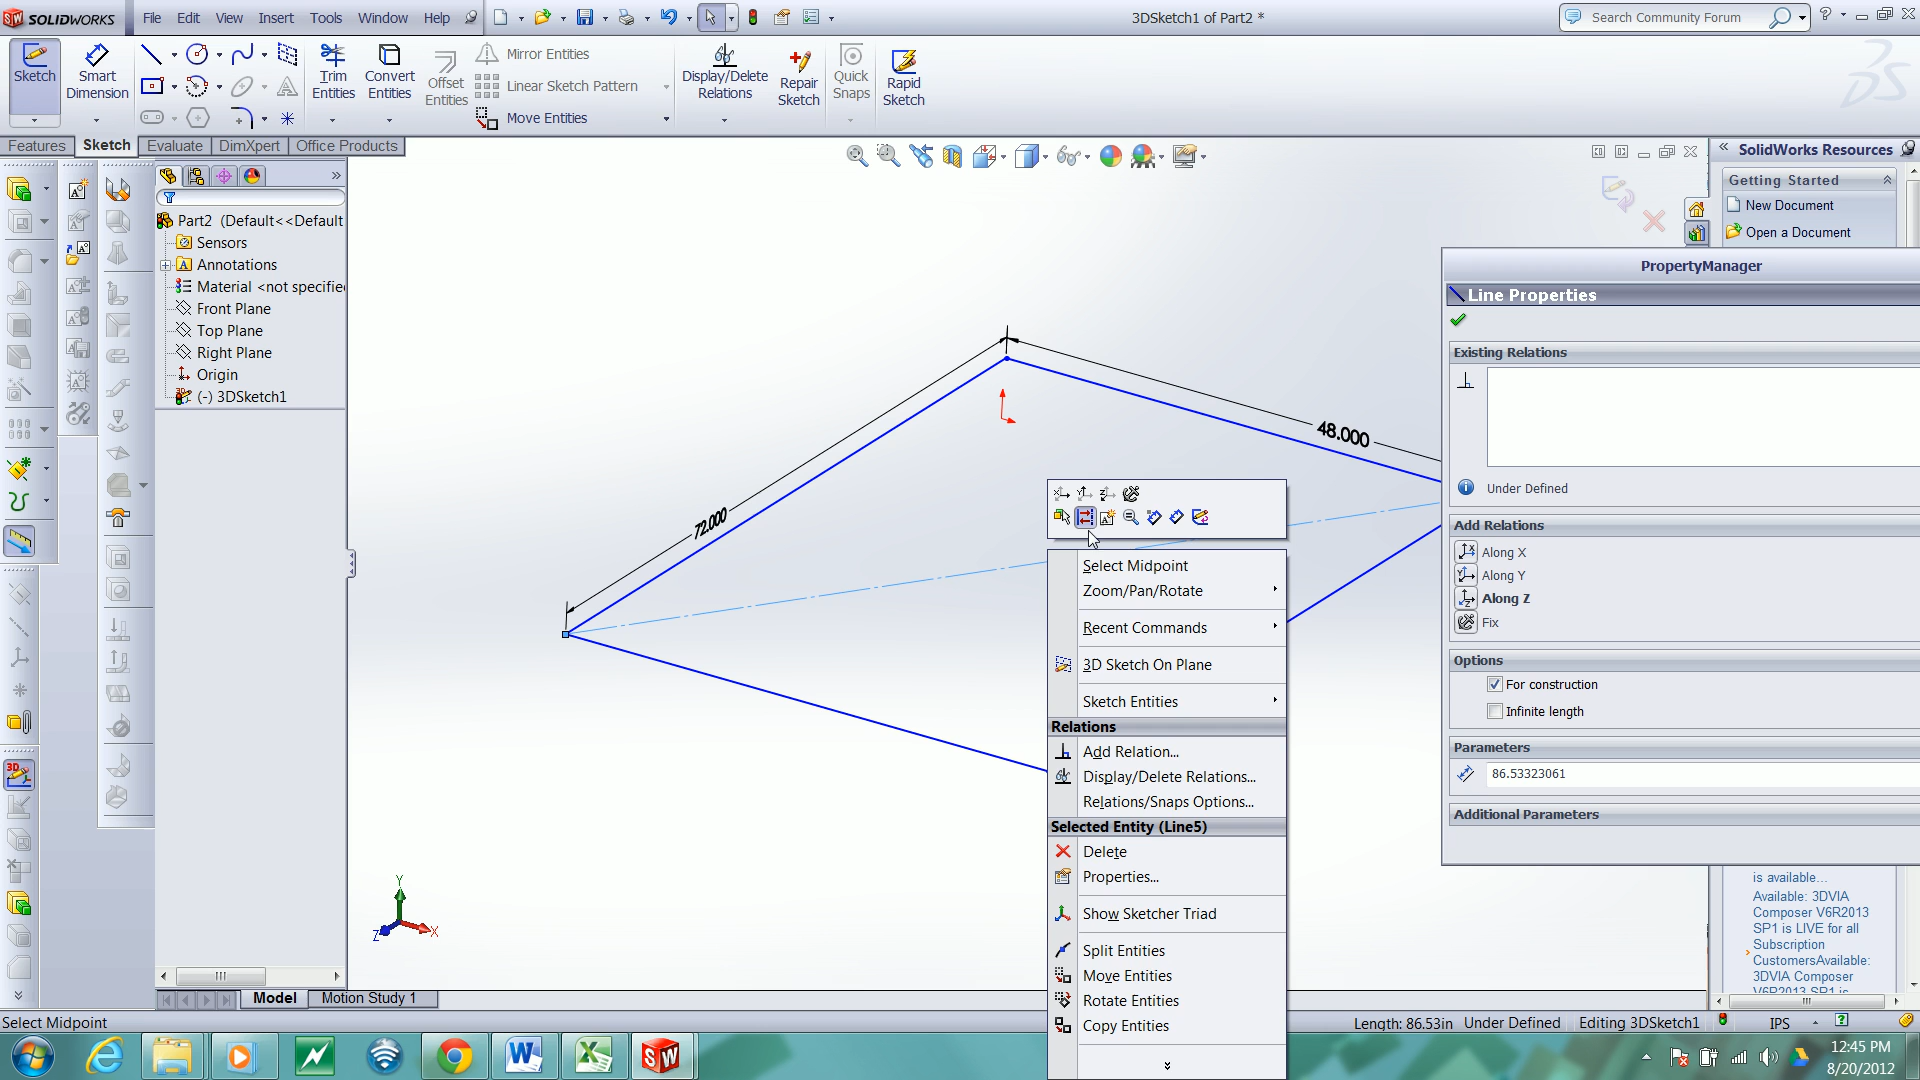 SOLIDWORKS
File Edit View Insert Tools Window Help
3DSketch1 of Part2 *
Search Community Forum
Sketch
Smart Dimension
Trim Entities
Convert Entities
Offset Entities
Mirror Entities
Linear Sketch Pattern
Move Entities
Display/Delete Relations
Repair Sketch
Quick Snaps
Rapid Sketch
Features Sketch Evaluate DimXpert Office Products
Part2 (Default<<Default
Sensors
Annotations
Material <not specifie
Front Plane
Top Plane
Right Plane
Origin
(-) 3DSketch1
72.000
48.000
Y
Z
X
Select Midpoint
Zoom/Pan/Rotate
Recent Commands
3D Sketch On Plane
Sketch Entities
Relations
Add Relation...
Display/Delete Relations...
Relations/Snaps Options...
Selected Entity (Line5)
Delete
Properties...
Show Sketcher Triad
Split Entities
Move Entities
Rotate Entities
Copy Entities
SolidWorks Resources
Getting Started
New Document
Open a Document
PropertyManager
Line Properties
Existing Relations
Under Defined
Add Relations
Along X
Along Y
Along Z
Fix
Options
For construction
Infinite length
Parameters
86.53323061
Additional Parameters
is available...
Available: 3DVIA
Composer V6R2013
SP1 is LIVE for all
Subscription
CustomersAvailable:
3DVIA Composer
V6R2013 SP1 is
Model Motion Study 1
Select Midpoint
Length: 86.53in Under Defined Editing 3DSketch1 IPS
12:45 PM
8/20/2012